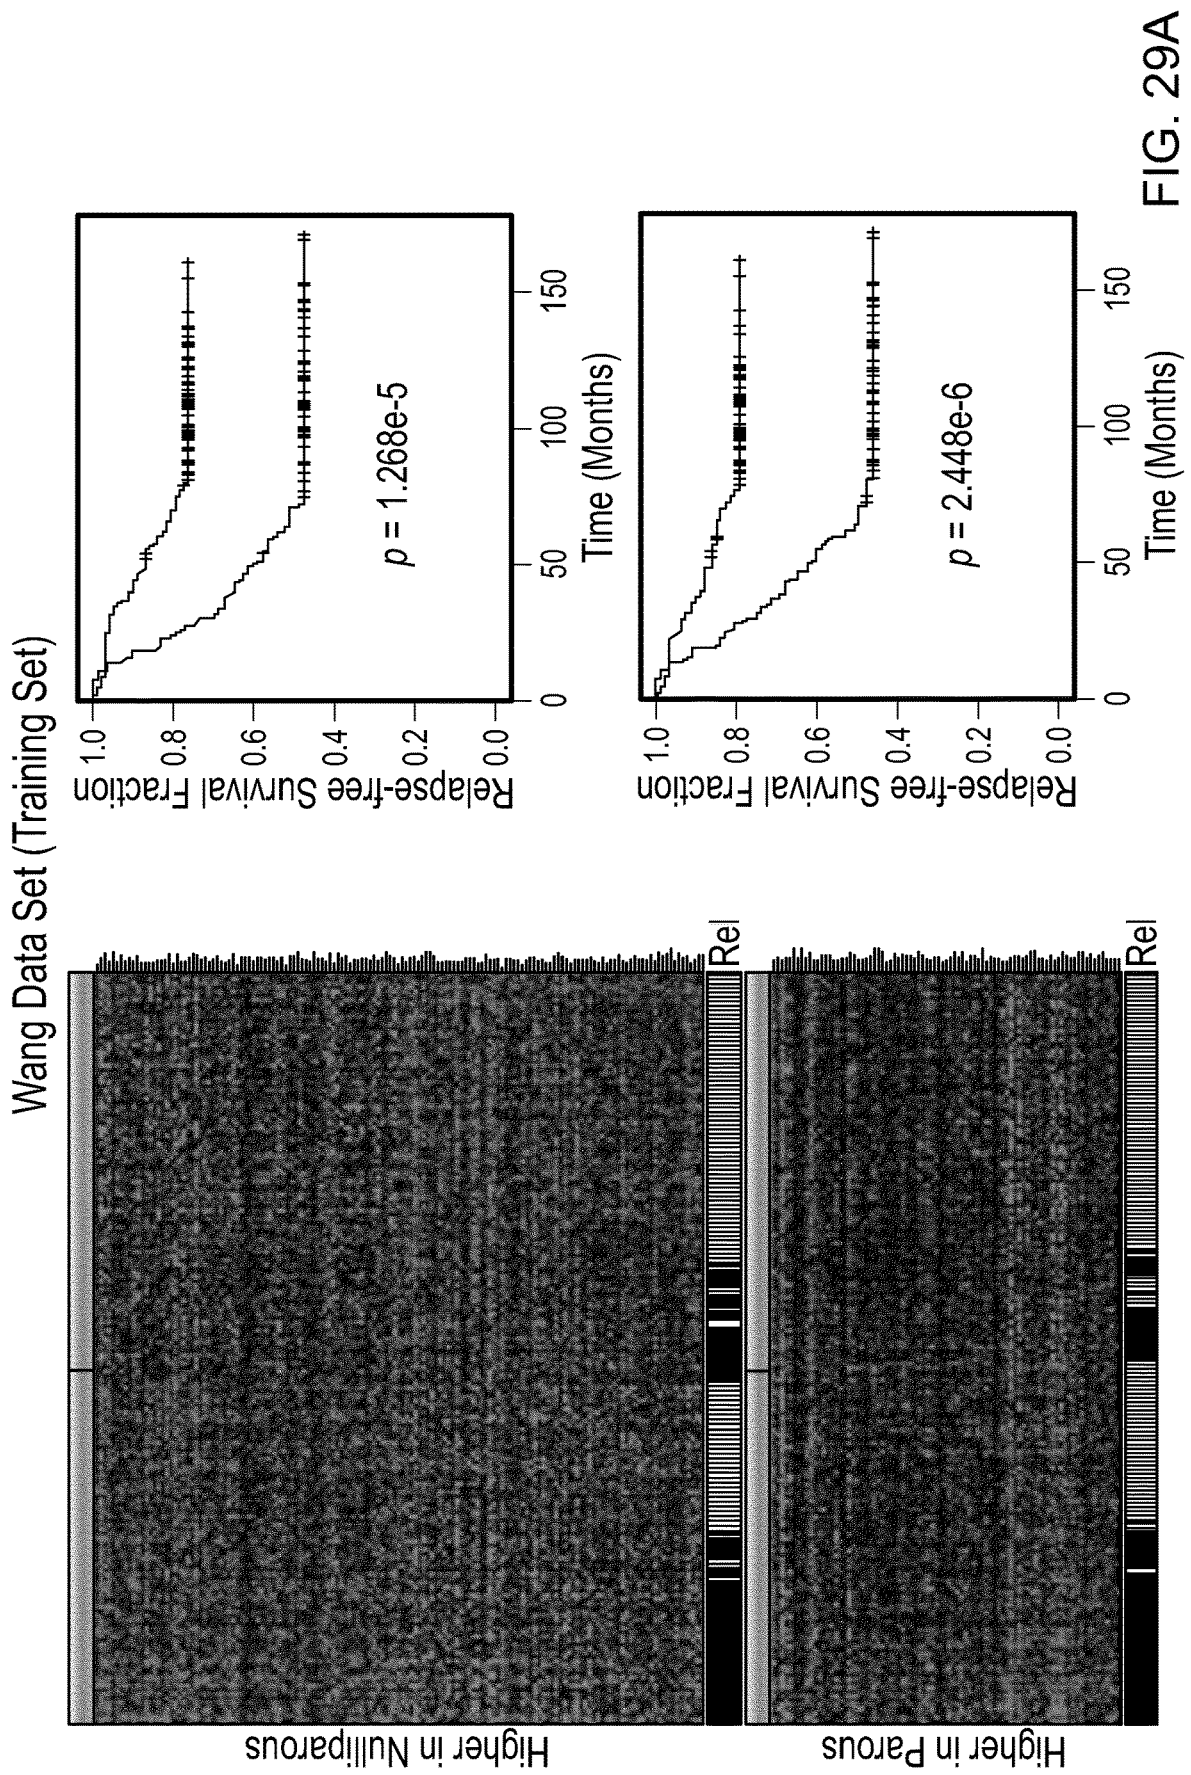 Wang Data Set (Training Set)
Higher in Nulliparous
Rel
Relapse-free Survival Fraction
1.0
0.8
0.6
0.4
0.2
0.0
p = 1.268e-5
0
50
100
150
Time (Months)
Higher in Parous
Rel
Relapse-free Survival Fraction
1.0
0.8
0.6
0.4
0.2
0.0
p = 2.448e-6
0
50
100
150
Time (Months)
FIG. 29A